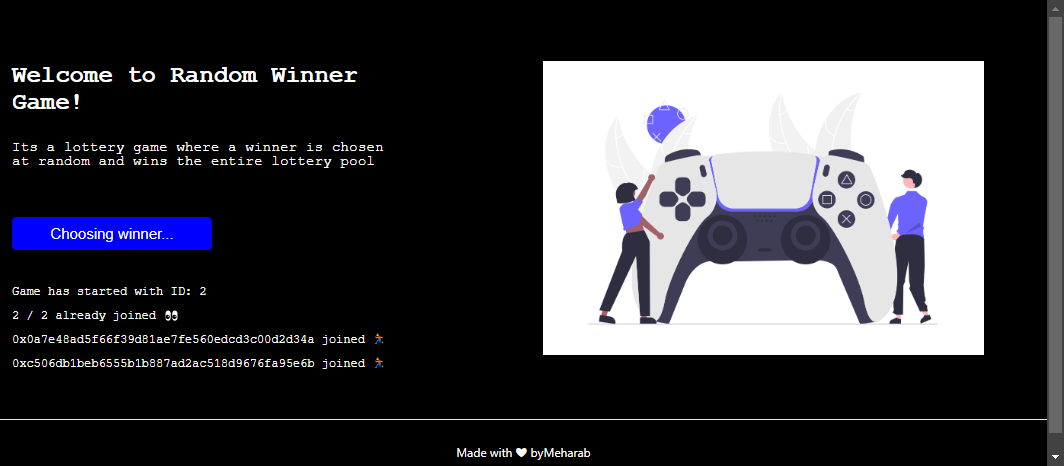 Welcome to Random Winner
Game!
Its a lottery game where a winner is chosen
at random and wins the entire lottery pool
Choosing winner...
Game has started with ID: 2
2 / 2 already joined 👀
0x0a7e48ad5f66f39d81ae7fe560edcd3c00d2d34a joined 🏃
0xc506db1beb6555b1b887ad2ac518d9676fa95e6b joined 🏃
Made with ❤ byMeharab